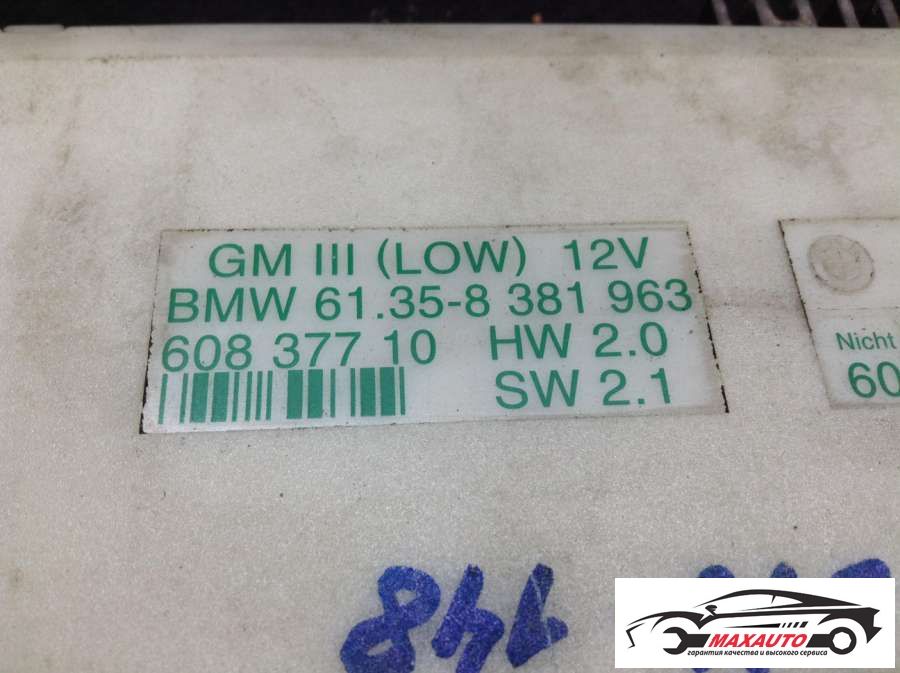 GM III (LOW) 12V
BMW 61.35-8 381 963
608 377 10 HW 2.0
SW 2.1
Nicht
60
MAXAUTO
гарантия качества и высокого сервиса